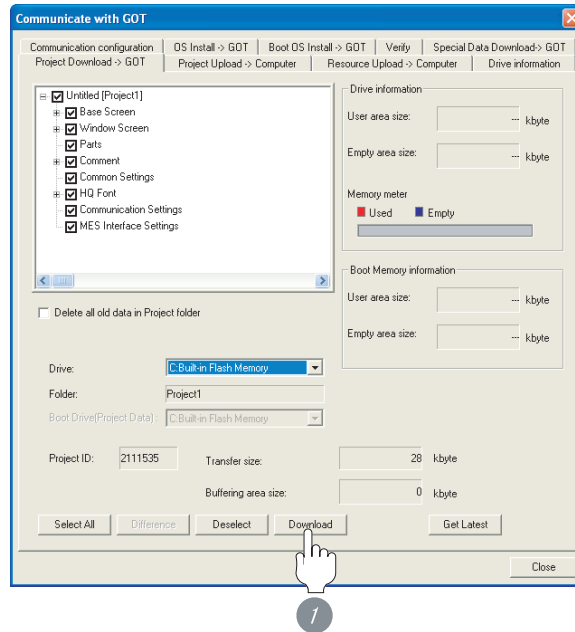 Communicate with GOT
Communication configuration OS Install -> GOT Boot OS Install -> GOT Verify Special Data Download-> GOT
Project Download -> GOT Project Upload -> Computer Resource Upload -> Computer Drive information
Untitled [Project1]
Base Screen
Window Screen
Parts
Comment
Common Settings
HQ Font
Communication Settings
MES Interface Settings
Delete all old data in Project folder
Drive information
User area size: --- kbyte
Empty area size: --- kbyte
Memory meter
Used Empty
Boot Memory information
User area size: --- kbyte
Empty area size: --- kbyte
Drive: C:Built-in Flash Memory
Folder: Project1
Boot Drive(Project Data): C:Built-in Flash Memory
Project ID: 2111535 Transfer size: 28 kbyte
Buffering area size: 0 kbyte
Select All Difference Deselect Download Get Latest
Close
1